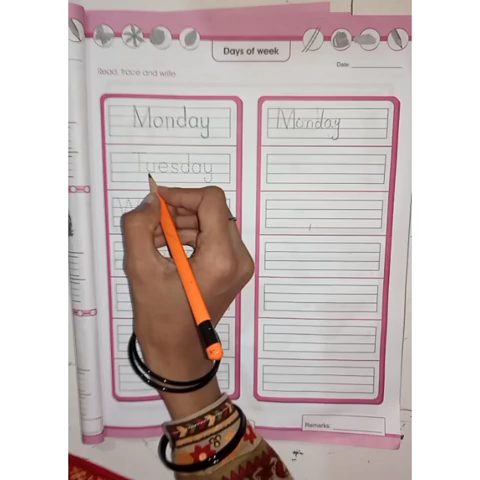 Days of week
Date:
Read, trace and write
Monday
Monday
Tuesday
Remarks: